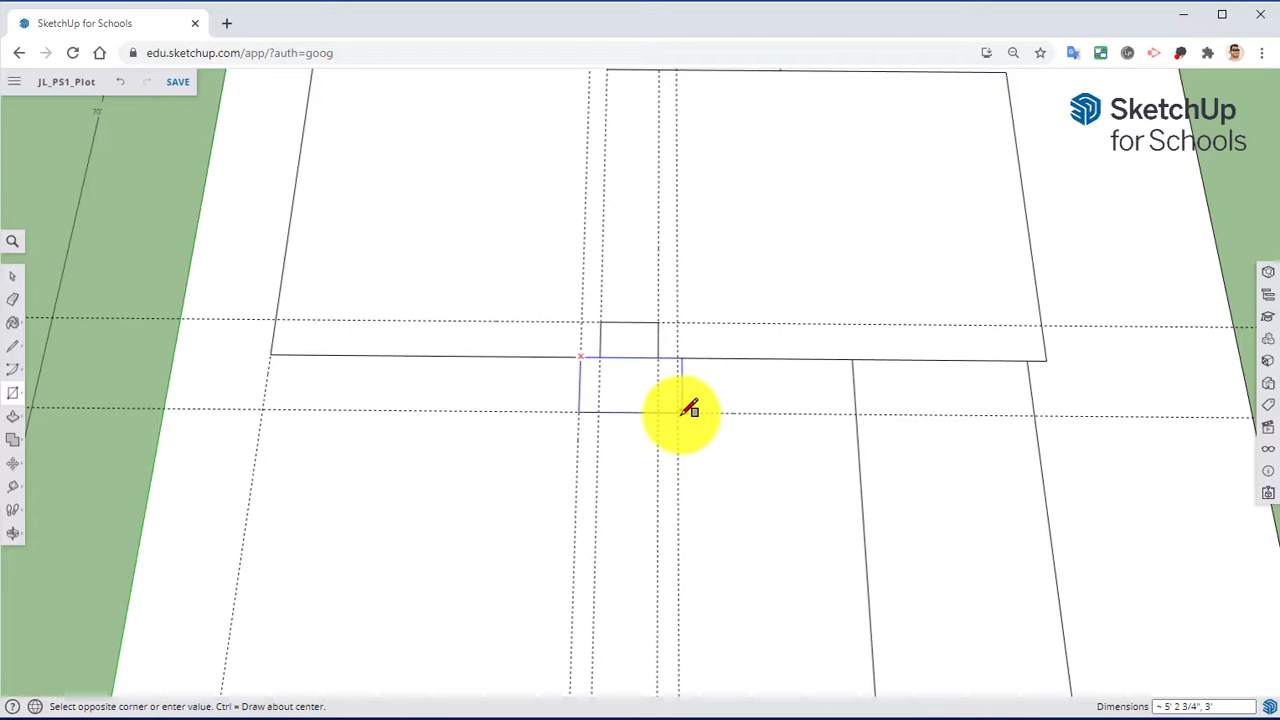 SketchUp for Schools
edu.sketchup.com/app/?auth=goog
JL_PS1_Plot
SAVE
70'
SketchUp
for Schools
Select opposite corner or enter value. Ctrl = Draw about center.
Dimensions
~ 5' 2 3/4", 3'